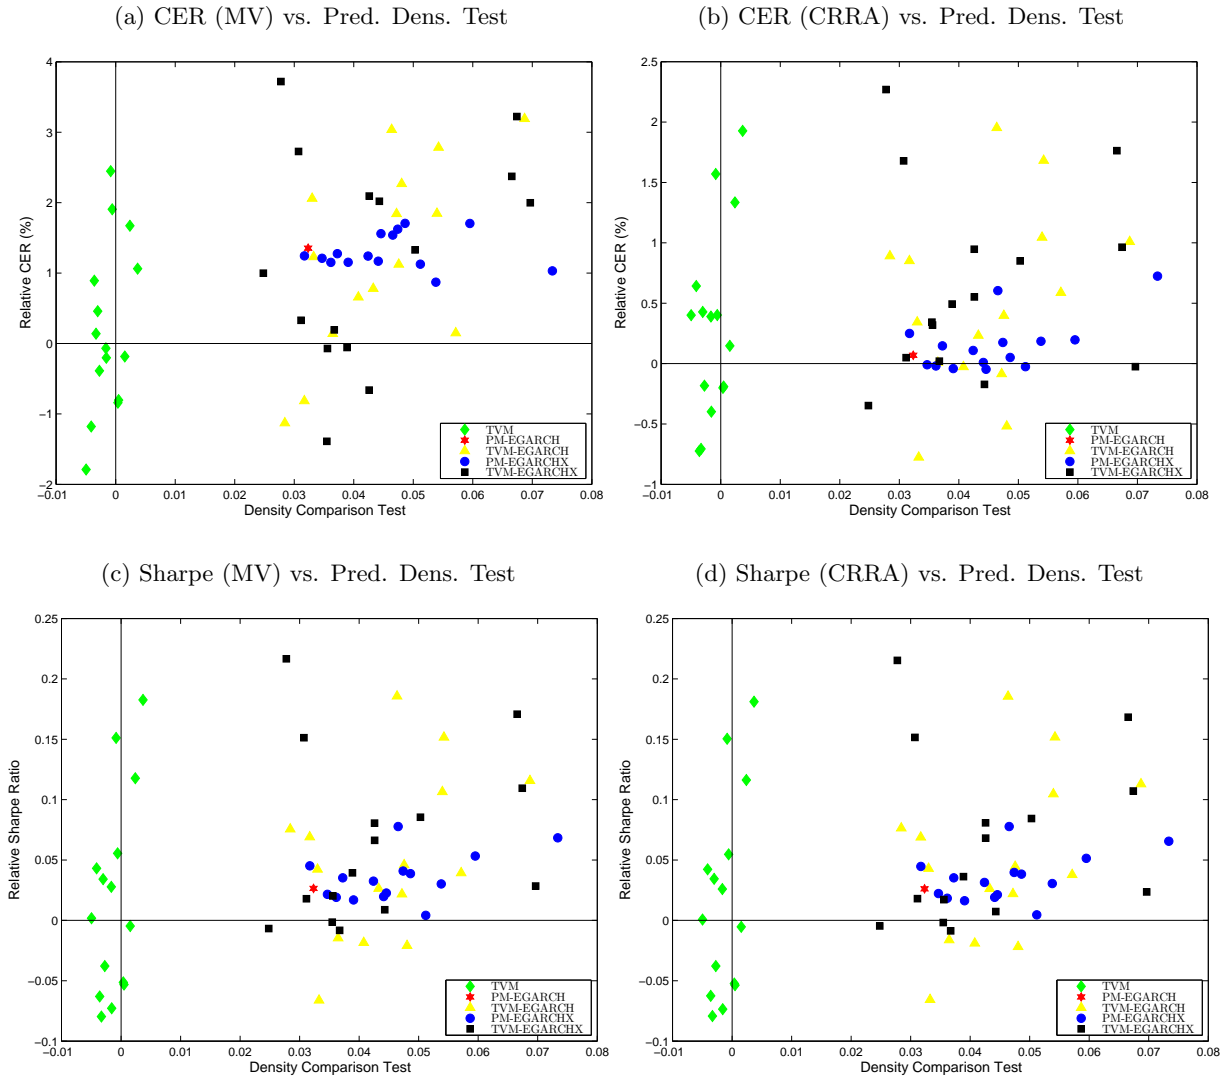 (a) CER (MV) vs. Pred. Dens. Test
4
3
2
1
0
−1
−2
Relative CER (%)
−0.01 0 0.01 0.02 0.03 0.04 0.05 0.06 0.07 0.08
Density Comparison Test
TVM
PM-EGARCH
TVM-EGARCH
PM-EGARCHX
TVM-EGARCHX
(b) CER (CRRA) vs. Pred. Dens. Test
2.5
2
1.5
1
0.5
0
−0.5
−1
Relative CER (%)
−0.01 0 0.01 0.02 0.03 0.04 0.05 0.06 0.07 0.08
Density Comparison Test
TVM
PM-EGARCH
TVM-EGARCH
PM-EGARCHX
TVM-EGARCHX
(c) Sharpe (MV) vs. Pred. Dens. Test
0.25
0.2
0.15
0.1
0.05
0
−0.05
−0.1
Relative Sharpe Ratio
−0.01 0 0.01 0.02 0.03 0.04 0.05 0.06 0.07 0.08
Density Comparison Test
TVM
PM-EGARCH
TVM-EGARCH
PM-EGARCHX
TVM-EGARCHX
(d) Sharpe (CRRA) vs. Pred. Dens. Test
0.25
0.2
0.15
0.1
0.05
0
−0.05
−0.1
Relative Sharpe Ratio
−0.01 0 0.01 0.02 0.03 0.04 0.05 0.06 0.07 0.08
Density Comparison Test
TVM
PM-EGARCH
TVM-EGARCH
PM-EGARCHX
TVM-EGARCHX